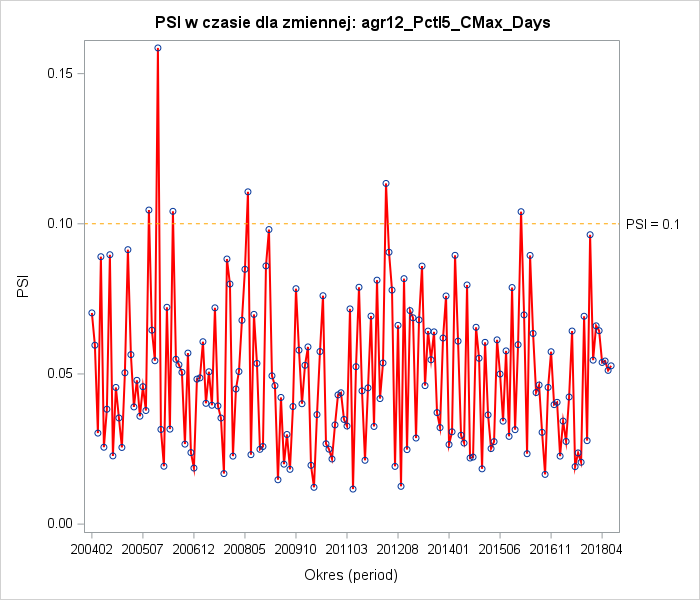 PSI w czasie dla zmiennej: agr12_Pctl5_CMax_Days
0.15
0.10
PSI = 0.1
PSI
0.05
0.00
200402 200507 200612 200805 200910 201103 201208 201401 201506 201611 201804
Okres (period)